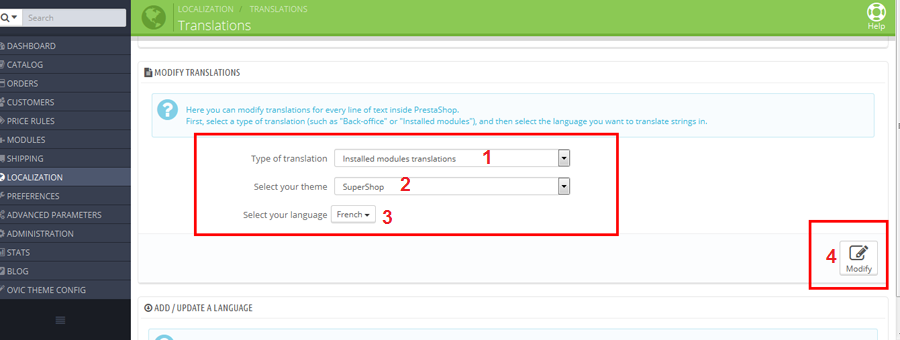 LOCALIZATION / TRANSLATIONS
Translations
Help
Search
DASHBOARD
CATALOG
ORDERS
CUSTOMERS
PRICE RULES
MODULES
SHIPPING
LOCALIZATION
PREFERENCES
ADVANCED PARAMETERS
ADMINISTRATION
STATS
BLOG
OVIC THEME CONFIG
MODIFY TRANSLATIONS
?
Here you can modify translations for every line of text inside PrestaShop.
First, select a type of translation (such as "Back-office" or "Installed modules"), and then select the language you want to translate strings in.
Type of translation Installed modules translations 1
Select your theme SuperShop 2
Select your language French 3
4 Modify
ADD / UPDATE A LANGUAGE